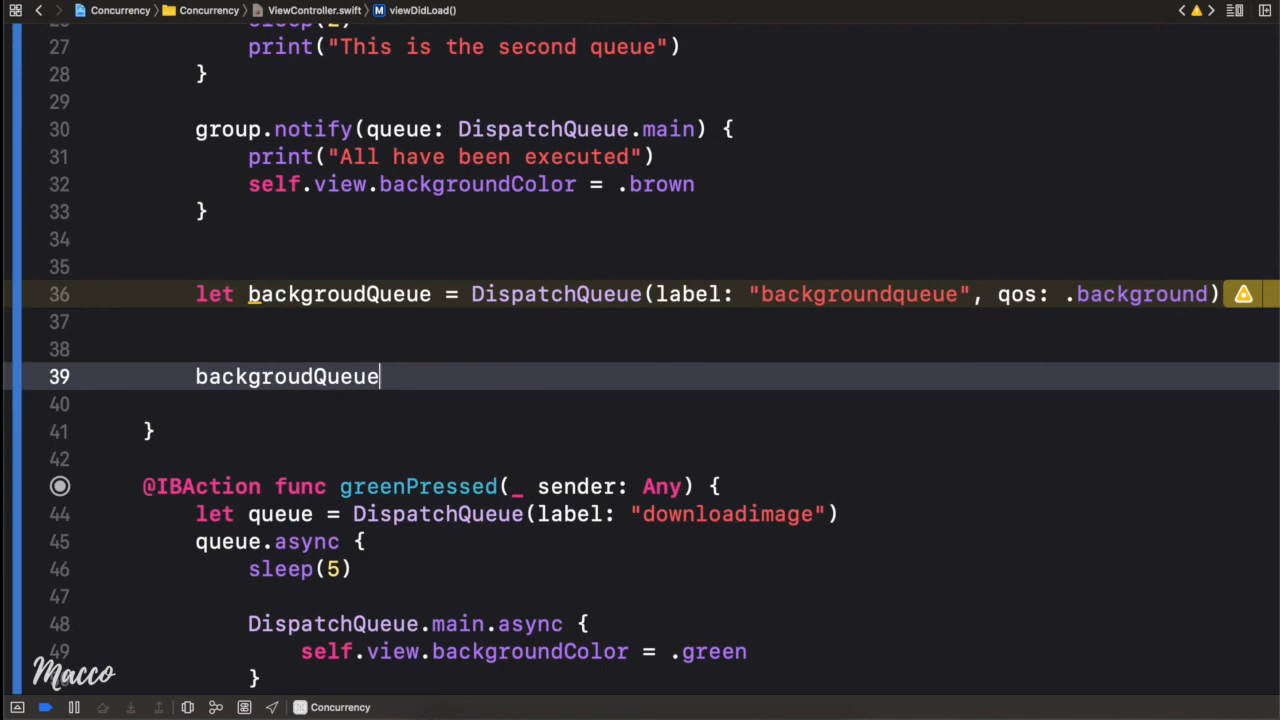 Concurrency Concurrency ViewController.swift M viewDidLoad()
27 print("This is the second queue")
28 }
29
30 group.notify(queue: DispatchQueue.main) {
31 print("All have been executed")
32 self.view.backgroundColor = .brown
33 }
34
35
36 let backgroudQueue = DispatchQueue(label: "backgroundqueue", qos: .background)
37
38
39 backgroudQueue
40
41 }
42
@IBAction func greenPressed(_ sender: Any) {
44 let queue = DispatchQueue(label: "downloadimage")
45 queue.async {
46 sleep(5)
47
48 DispatchQueue.main.async {
49 self.view.backgroundColor = .green
}
Macco
Concurrency